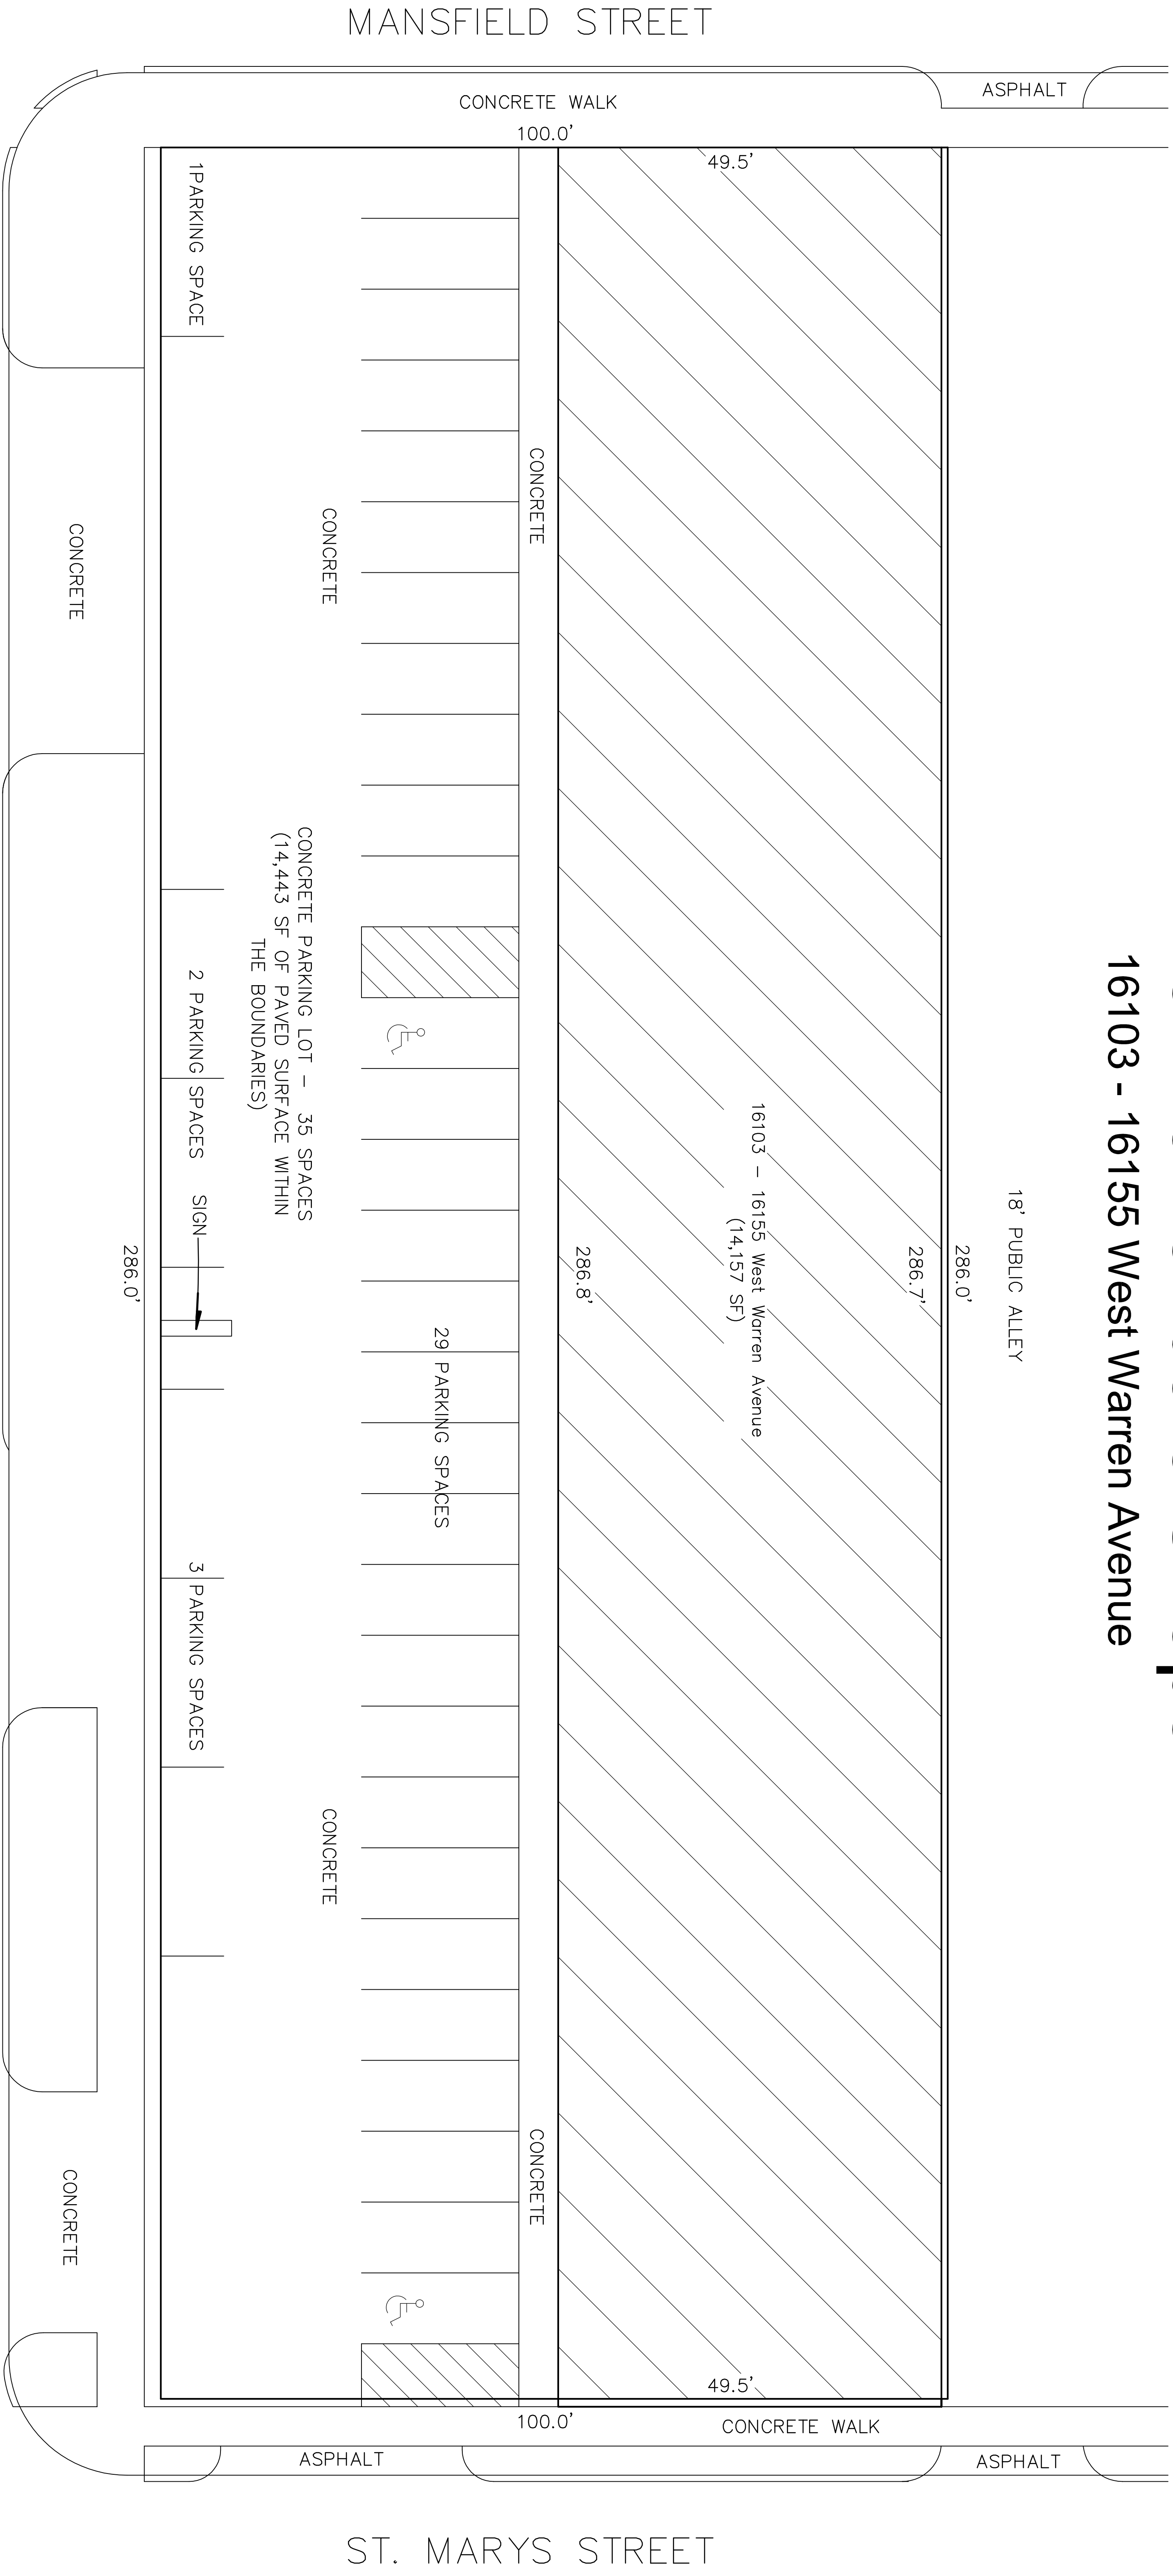 MANSFIELD STREET
ASPHALT
CONCRETE WALK
100.0'
49.5'
1PARKING SPACE
CONCRETE
CONCRETE
CONCRETE
16103 - 16155 West Warren Avenue
18' PUBLIC ALLEY
286.0'
286.7'
16103 - 16155 West Warren Avenue
(14,157 SF)
286.8'
CONCRETE PARKING LOT - 35 SPACES
(14,443 SF OF PAVED SURFACE WITHIN
THE BOUNDARIES)
2 PARKING SPACES
SIGN
286.0'
29 PARKING SPACES
3 PARKING SPACES
CONCRETE
CONCRETE
CONCRETE
49.5'
100.0'
CONCRETE WALK
ASPHALT
ASPHALT
ST. MARYS STREET